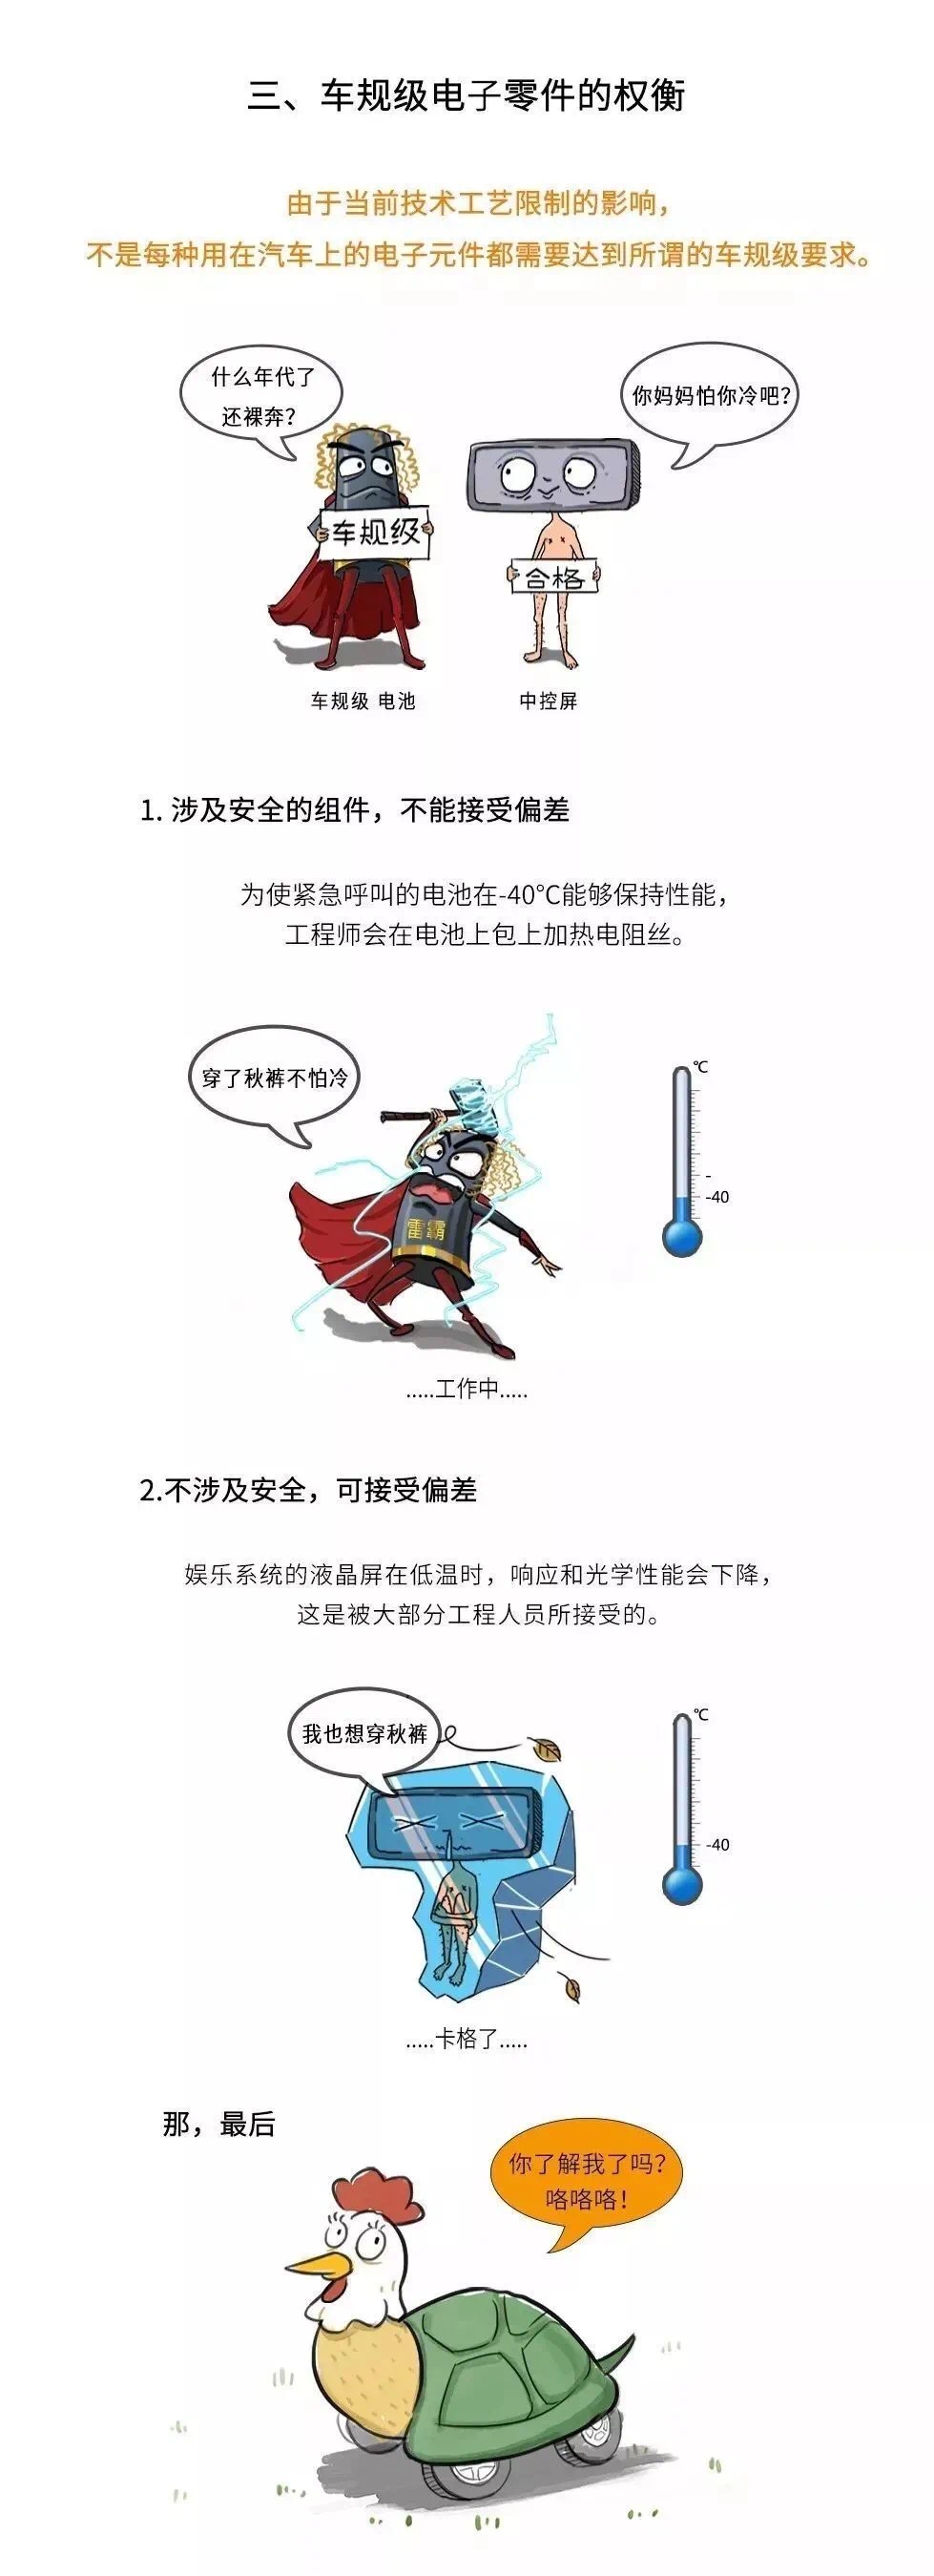 三、车规级电子零件的权衡
由于当前技术工艺限制的影响，
不是每种用在汽车上的电子元件都需要达到所谓的车规级要求。
什么年代了
还裸奔？
你妈妈怕你冷吧？
车规级
合格
车规级 电池
中控屏
1. 涉及安全的组件，不能接受偏差
为使紧急呼叫的电池在-40℃能够保持性能，
工程师会在电池上包上加热电阻丝。
穿了秋裤不怕冷
℃
-40
雷霸
.....工作中.....
2.不涉及安全，可接受偏差
娱乐系统的液晶屏在低温时，响应和光学性能会下降，
这是被大部分工程人员所接受的。
我也想穿秋裤
℃
-40
.....卡格了.....
那，最后
你了解我了吗？
咯咯咯！